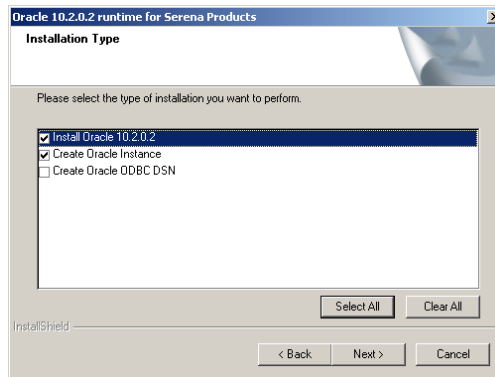 Oracle 10.2.0.2 runtime for Serena Products
Installation Type
Please select the type of installation you want to perform.
Install Oracle 10.2.0.2
Create Oracle Instance
Create Oracle ODBC DSN
Select All
Clear All
InstallShield
< Back
Next >
Cancel